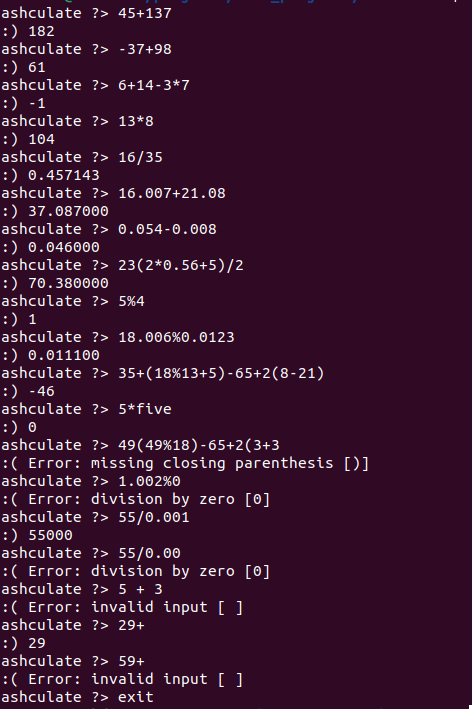 ashculate ?> 45+137
:) 182
ashculate ?> -37+98
:) 61
ashculate ?> 6+14-3*7
:) -1
ashculate ?> 13*8
:) 104
ashculate ?> 16/35
:) 0.457143
ashculate ?> 16.007+21.08
:) 37.087000
ashculate ?> 0.054-0.008
:) 0.046000
ashculate ?> 23(2*0.56+5)/2
:) 70.380000
ashculate ?> 5%4
:) 1
ashculate ?> 18.006%0.0123
:) 0.011100
ashculate ?> 35+(18%13+5)-65+2(8-21)
:) -46
ashculate ?> 5*five
:) 0
ashculate ?> 49(49%18)-65+2(3+3
:( Error: missing closing parenthesis [)]
ashculate ?> 1.002%0
:( Error: division by zero [0]
ashculate ?> 55/0.001
:) 55000
ashculate ?> 55/0.00
:( Error: division by zero [0]
ashculate ?> 5 + 3
:( Error: invalid input [ ]
ashculate ?> 29+
:) 29
ashculate ?> 59+
:( Error: invalid input [ ]
ashculate ?> exit